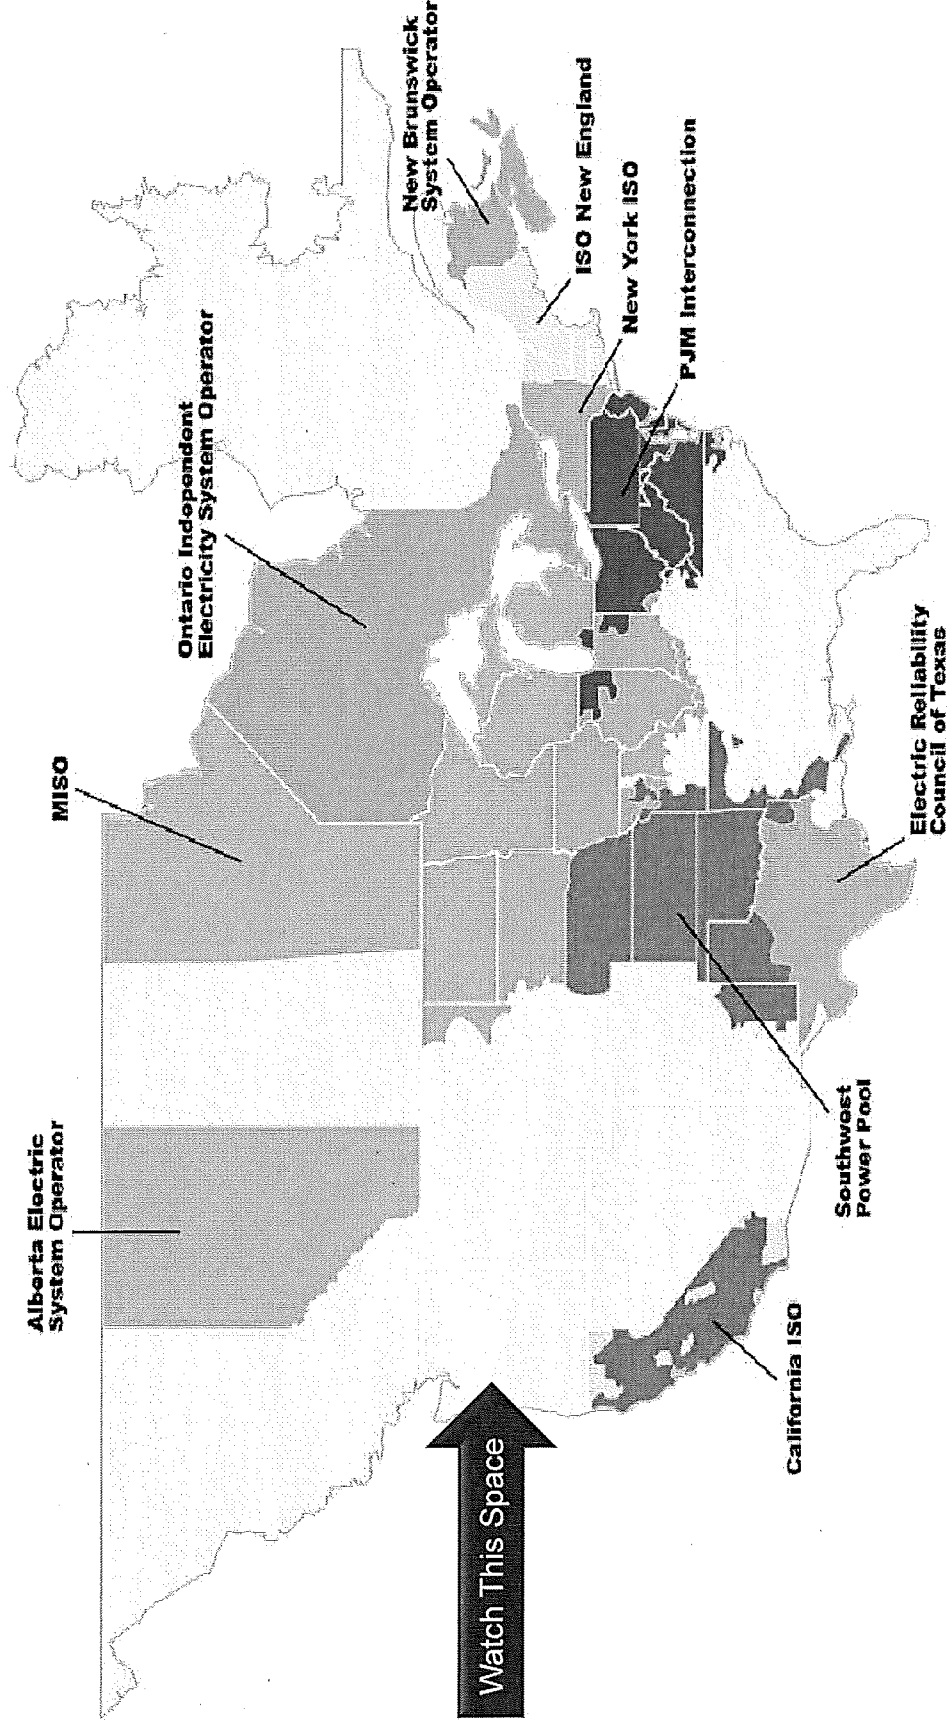 Alberta Electric
System Operator
MISO
Ontario Independent
Electricity System Operator
New Brunswick
System Operator
ISO New England
New York ISO
PJM Interconnection
Electric Reliability
Council of Texas
Southwest
Power Pool
California ISO
Watch This Space